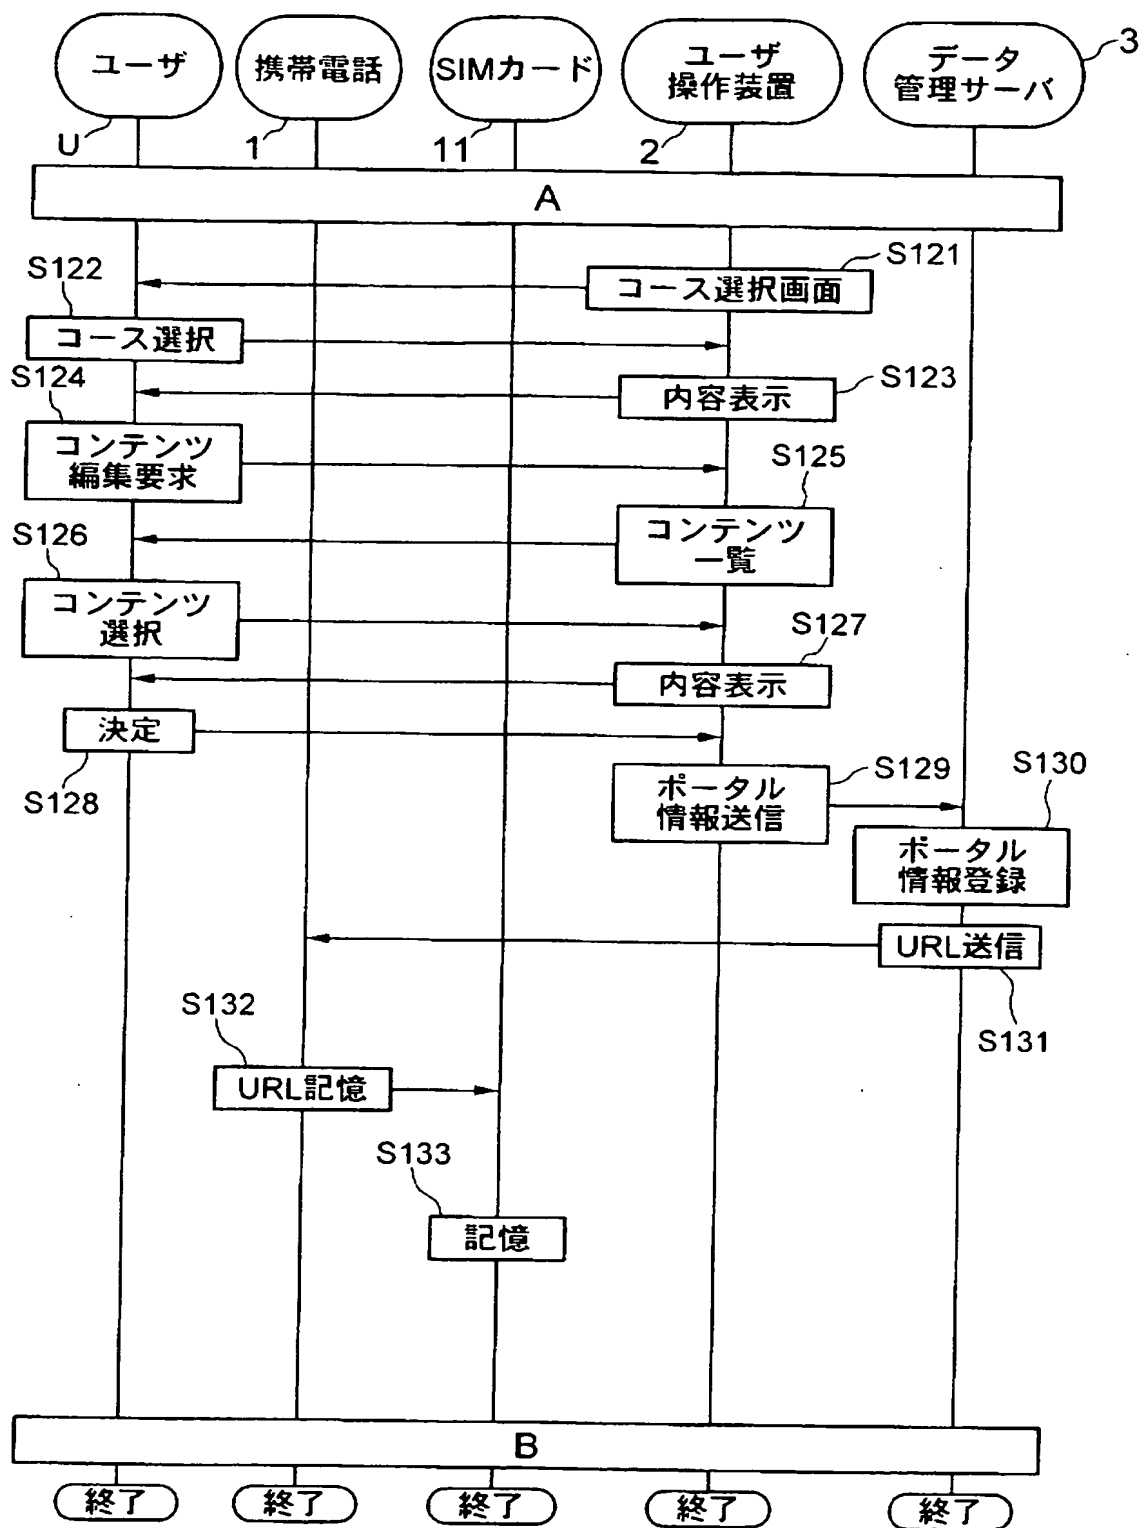 ユーザ
携帯電話
SIMカード
ユーザ
操作装置
データ
管理サーバ
3
U
1
11
2
A
S121
コース選択画面
S122
コース選択
S123
内容表示
S124
コンテンツ
編集要求
S125
コンテンツ
一覧
S126
コンテンツ
選択
S127
内容表示
決定
S128
ポータル
情報送信
S129
S130
ポータル
情報登録
URL送信
S131
S132
URL記憶
S133
記憶
B
終了
終了
終了
終了
終了